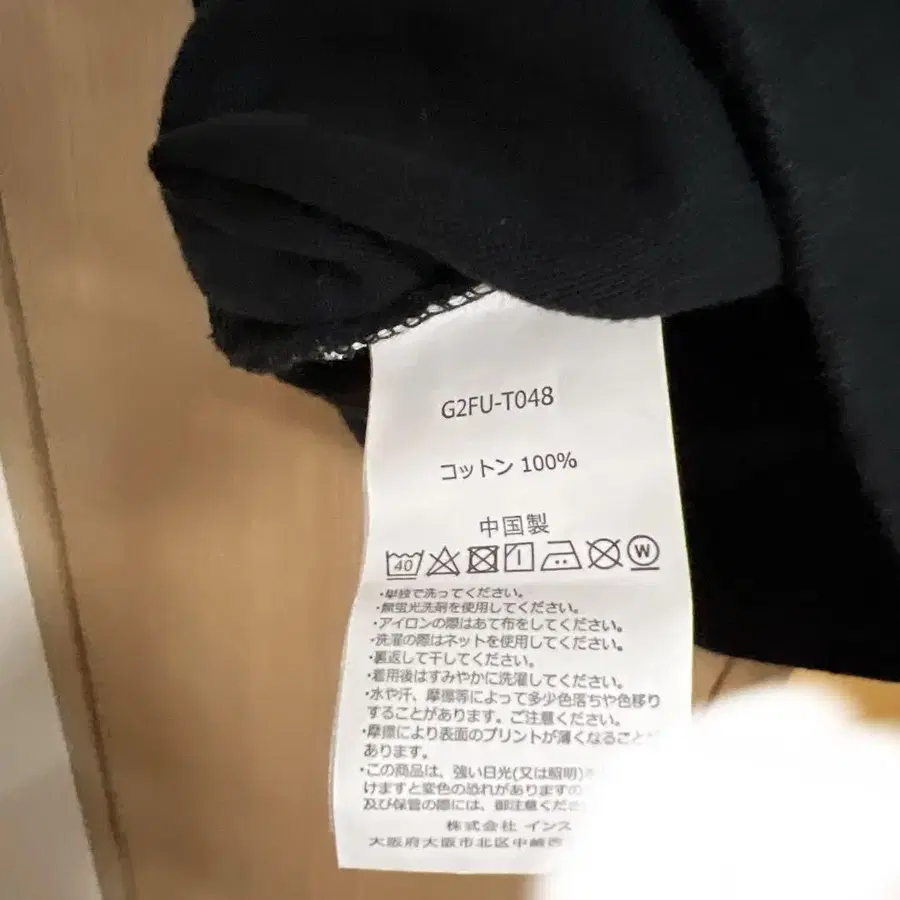 G2FU-T048
コットン 100%
中国製
40 W
・単独で洗ってください。
・無蛍光洗剤を使用してください。
・アイロンの際はあて布をしてください。
・洗濯の際はネットを使用してください。
・裏返して干してください。
・着用後はすみやかに洗濯してください。
・水や汗、摩擦等によって多少色落ちや色移り
することがあります。ご注意ください。
・摩擦により表面のプリントが薄くなることが
あります。
・この商品は、強い日光(又は照明)
けますと変色の恐れがありますの
及び保管の際には、御注意くださ
株式会社 インス
大阪府大阪市北区中崎西